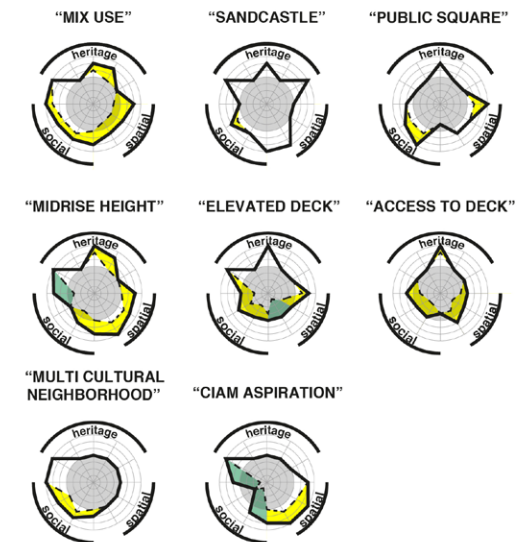 “MIX USE”
“SANDCASTLE”
“PUBLIC SQUARE”
heritage
heritage
heritage
social
spatial
social
spatial
social
spatial
“MIDRISE HEIGHT”
“ELEVATED DECK”
“ACCESS TO DECK”
heritage
heritage
heritage
social
spatial
social
spatial
social
spatial
“MULTI CULTURAL
NEIGHBORHOOD”
“CIAM ASPIRATION”
heritage
heritage
social
spatial
social
spatial